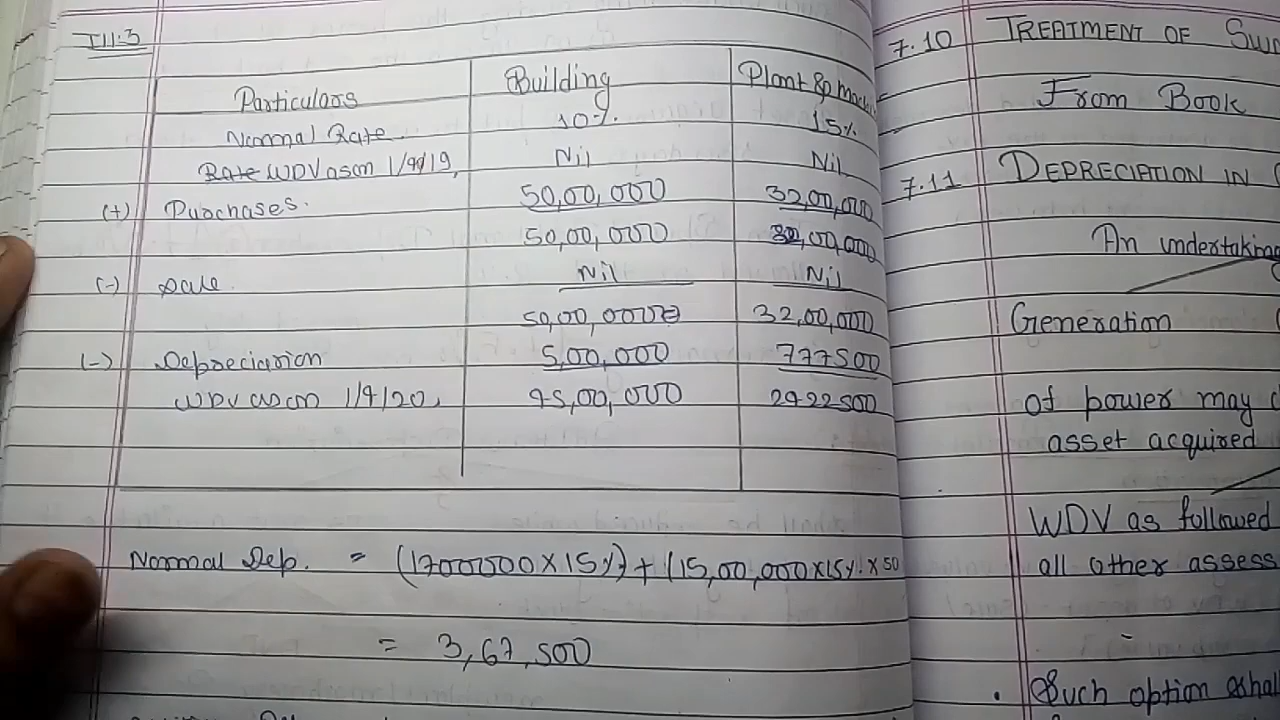 Ill.3
Particulars Building Plant & Mach
Normal Rate 10% 15%
Rate WDV as on 1/4/19, Nil Nil
(+) Purchases. 50,00,000 32,00,000
50,00,000 32,00,000
(-) Sale. Nil Nil
50,00,000 32,00,000
(-) Depreciation 5,00,000 777500
WDV as on 1/4/20, 45,00,000 2422500
Normal Dep. = (1700000 x 15%) + (15,00,000x15%.x50
= 3,67,500
7.10 TREATMENT OF
From Book
7.11 DEPRECIATION IN
An undertaking
Generation
of power may
asset acquired
WDV as followed
all other assess
• Such option shall